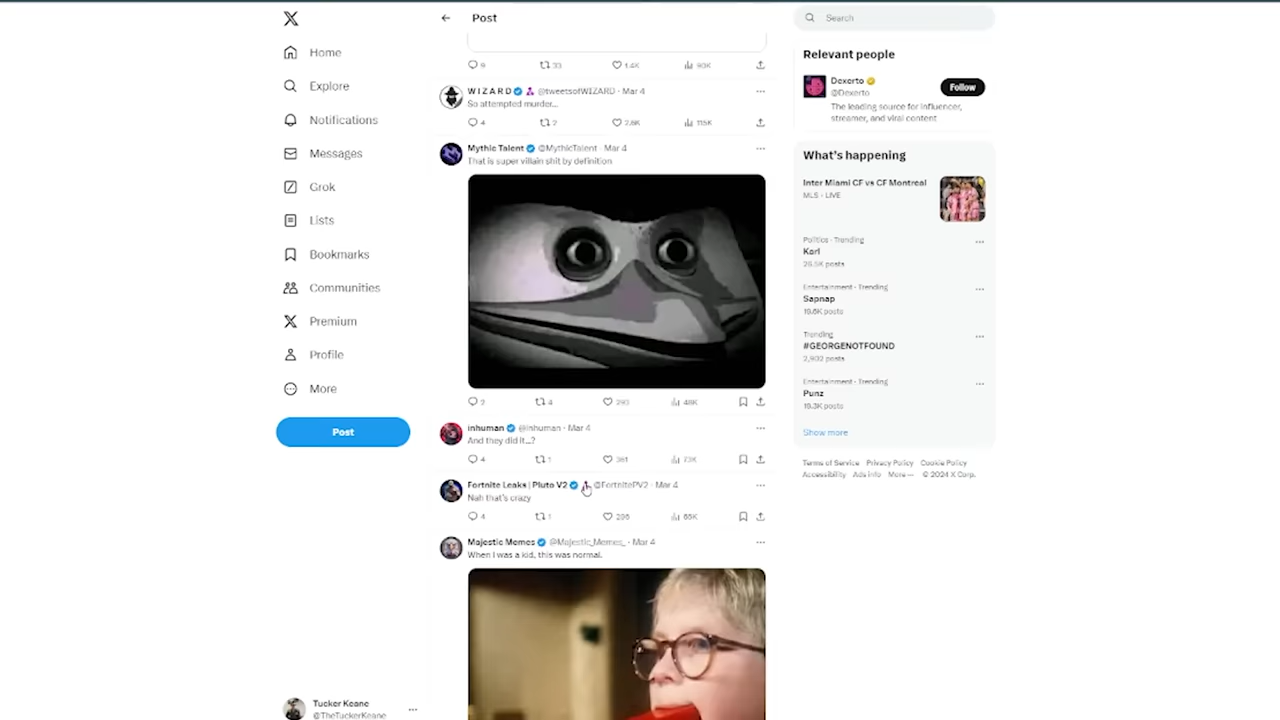 Home
Explore
Notifications
Messages
Grok
Lists
Bookmarks
Communities
Premium
Profile
More
Post
Tucker Keane
@TheTuckerKeane
Post
9 33 1.4K 90K
WIZARD @tweetsofWIZARD · Mar 4
So attempted murder...
4 2 2.8K 115K
Mythic Talent @MythicTalent · Mar 4
That is super villain shit by definition
2 4 293 48K
inhuman @inhuman · Mar 4
And they did it...?
4 1 361 73K
Fortnite Leaks | Pluto V2 @FortnitePV2 · Mar 4
Nah that's crazy
4 1 296 68K
Majestic Memes @Majestic_Memes_ · Mar 4
When I was a kid, this was normal.
Search
Relevant people
Dexerto
@Dexerto
Follow
The leading source for influencer,
streamer, and viral content
What's happening
Inter Miami CF vs CF Montreal
MLS · LIVE
Politics · Trending
Karl
26.5K posts
Entertainment · Trending
Sapnap
19.6K posts
Trending
#GEORGENOTFOUND
2,902 posts
Entertainment · Trending
Punz
19.3K posts
Show more
Terms of Service Privacy Policy Cookie Policy
Accessibility Ads info More ··· © 2024 X Corp.